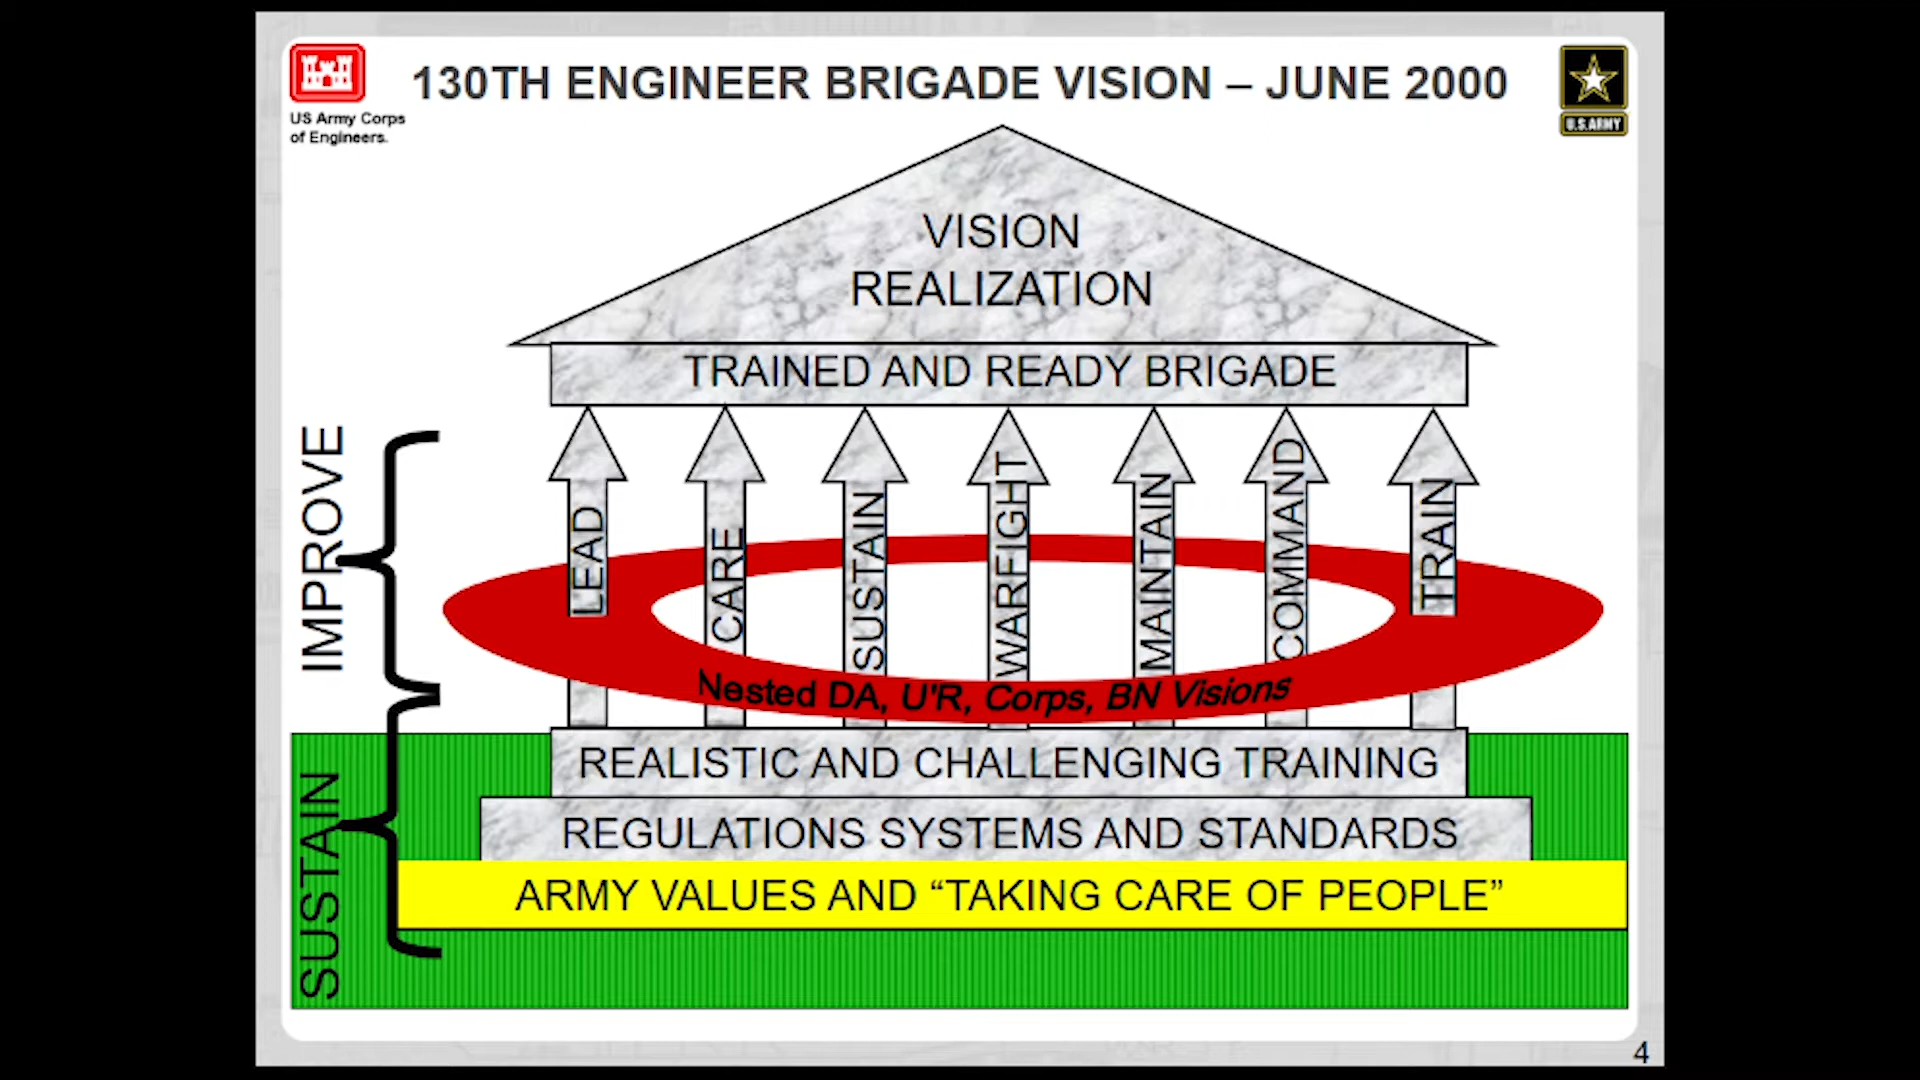 130TH ENGINEER BRIGADE VISION – JUNE 2000
US Army Corps
of Engineers.
U.S.ARMY
VISION
REALIZATION
TRAINED AND READY BRIGADE
IMPROVE
LEAD
CARE
SUSTAIN
WARFIGHT
MAINTAIN
COMMAND
TRAIN
Nested DA, U'R, Corps, BN Visions
SUSTAIN
REALISTIC AND CHALLENGING TRAINING
REGULATIONS SYSTEMS AND STANDARDS
ARMY VALUES AND “TAKING CARE OF PEOPLE”
4